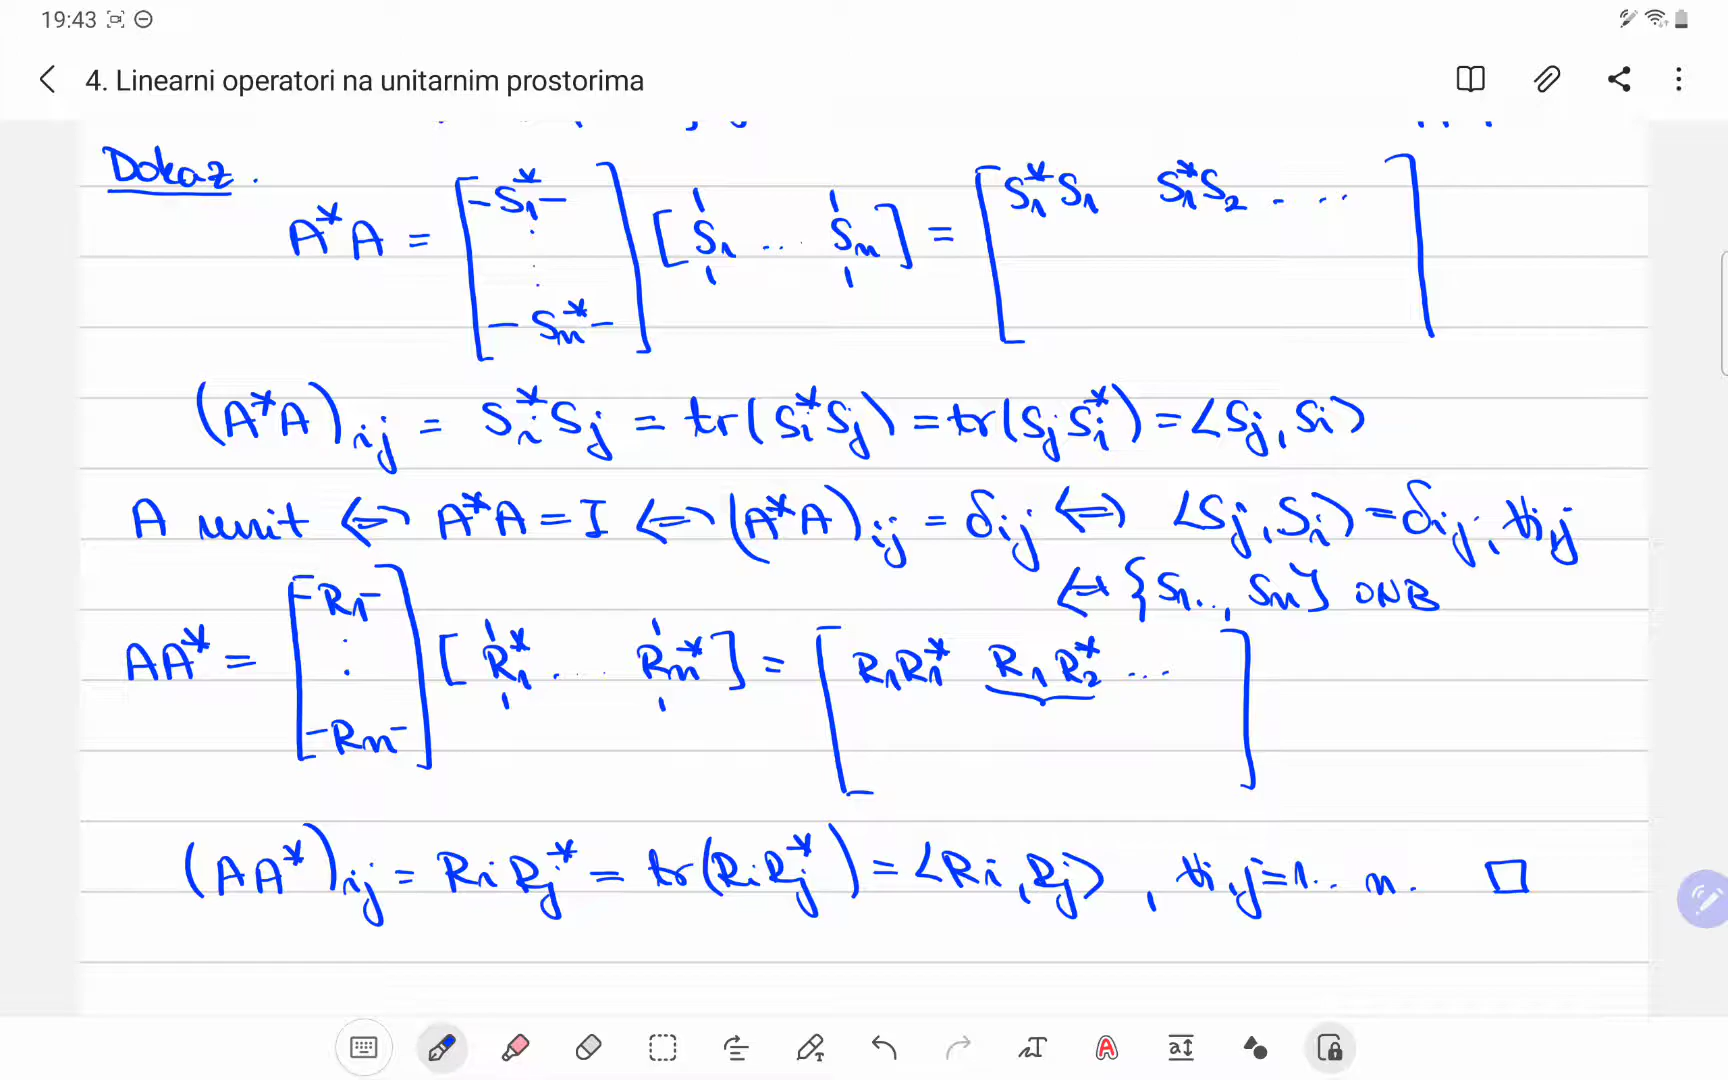 19:43
4. Linearni operatori na unitarnim prostorima
Dokaz.
A*A = [-S₁*- : -Sₙ*-] [S₁ ... Sₙ] = [S₁*S₁ S₁*S₂ ...]
(A*A)ᵢⱼ = Sᵢ*Sⱼ = tr(Sᵢ*Sⱼ) = tr(SⱼSᵢ*) = <Sⱼ, Sᵢ>
A unit ⇔ A*A = I ⇔ (A*A)ᵢⱼ = δᵢⱼ ⇔ <Sⱼ, Sᵢ> = δᵢⱼ, ∀i,j
⇔ {S₁..., Sₙ} ONB
AA* = [-R₁- : -Rₙ-] [R₁* ... Rₙ*] = [R₁R₁* R₁R₂* ...]
(AA*)ᵢⱼ = RᵢRⱼ* = tr(RᵢRⱼ*) = <Rᵢ, Rⱼ>, ∀i,j=1..n. □